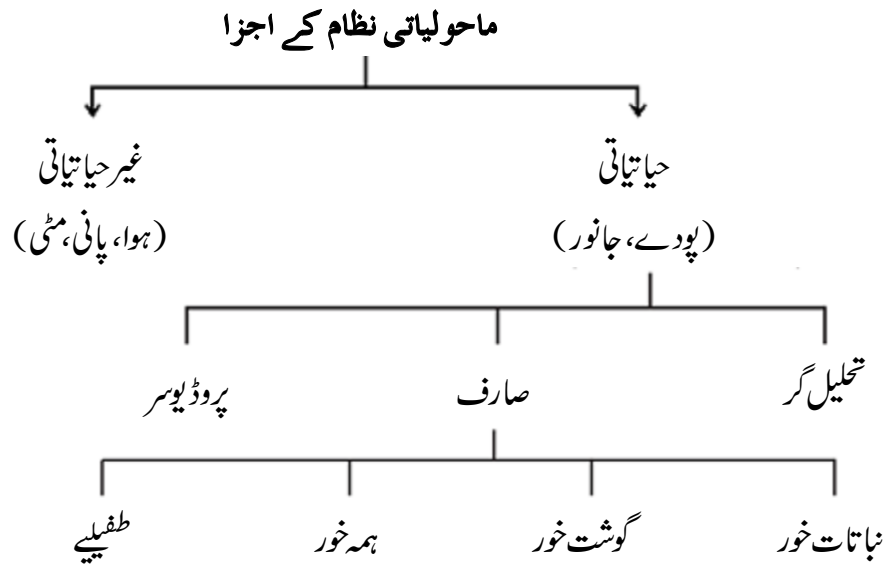 ماحولیاتی نظام کے اجزا
حیاتیاتی
غیر حیاتیاتی
(پودے، جانور)
(ہوا، پانی، مٹی)
تحلیل گر
صارف
پروڈیوسر
نباتات خور
گوشت خور
ہمہ خور
طفیلیے